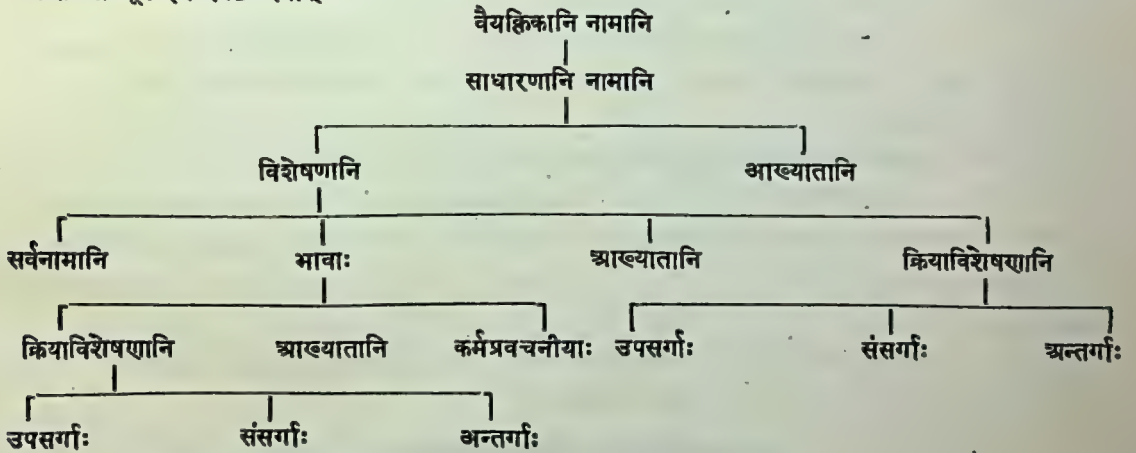 वैयक्तिकानि नामानि
साधारणानि नामानि
विशेषणानि आख्यातानि
सर्वनामानि भावाः आख्यातानि क्रियाविशेषणानि
क्रियाविशेषणानि आख्यातानि कर्मप्रवचनीयाः उपसर्गाः संसर्गाः अन्तर्गाः
उपसर्गाः संसर्गाः अन्तर्गाः